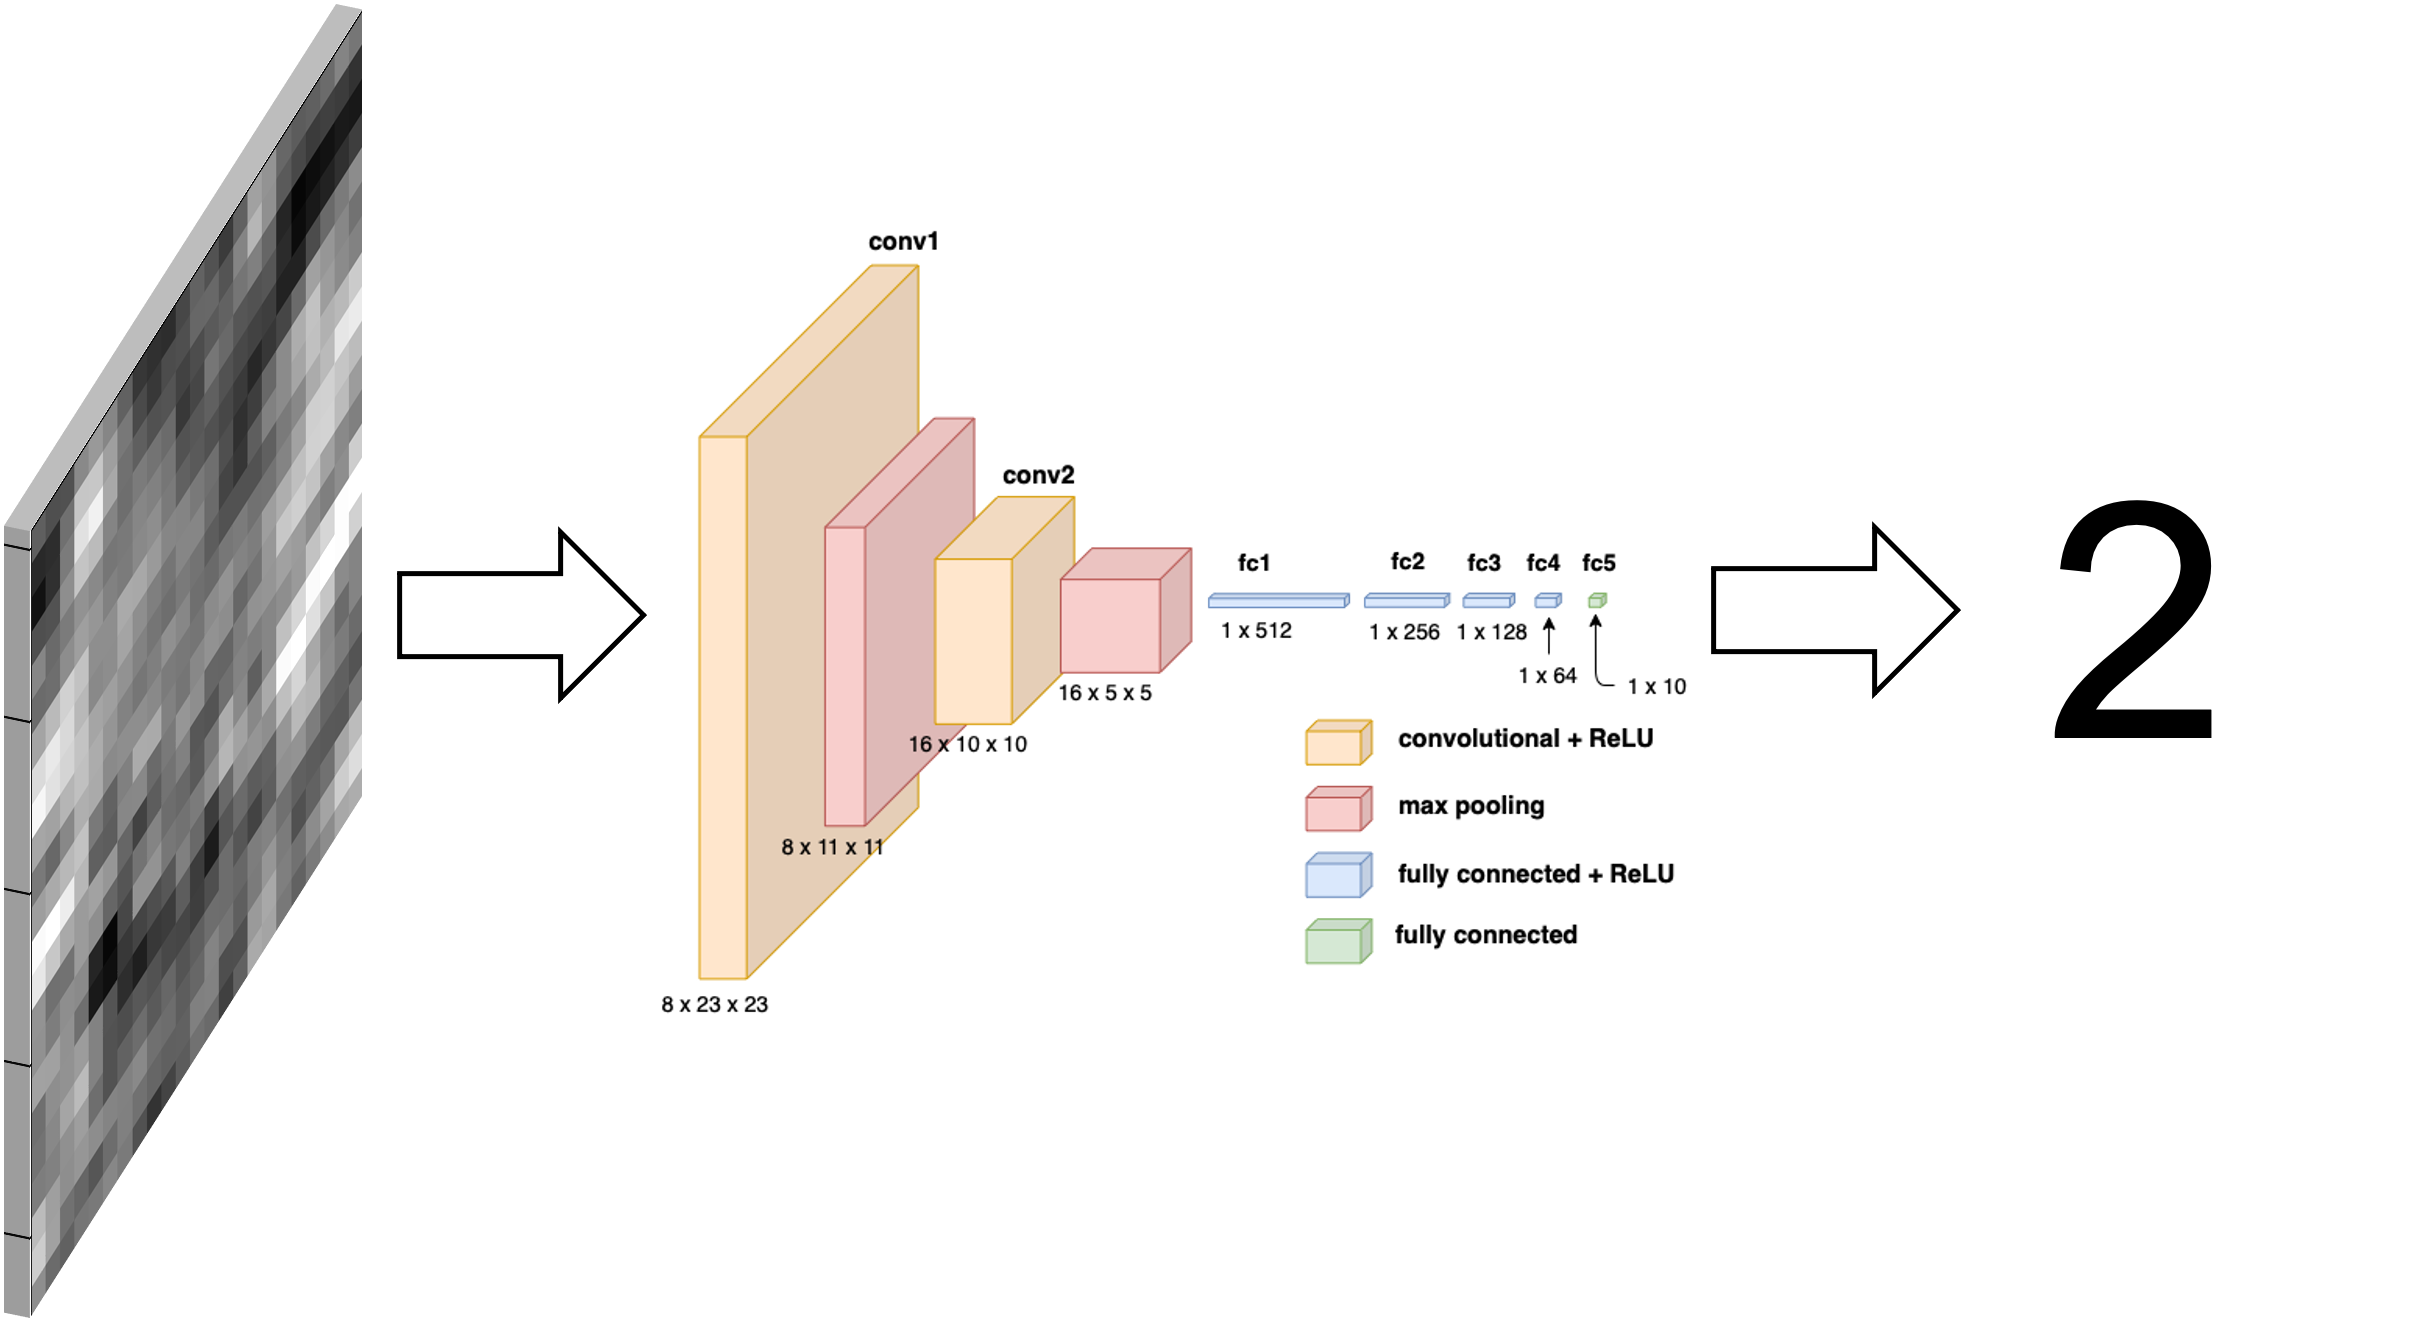 conv1
8 x 23 x 23
8 x 11 x 11
conv2
16 x 10 x 10
16 x 5 x 5
fc1
1 x 512
fc2
1 x 256
fc3
1 x 128
fc4
1 x 64
fc5
1 x 10
convolutional + ReLU
max pooling
fully connected + ReLU
fully connected
2